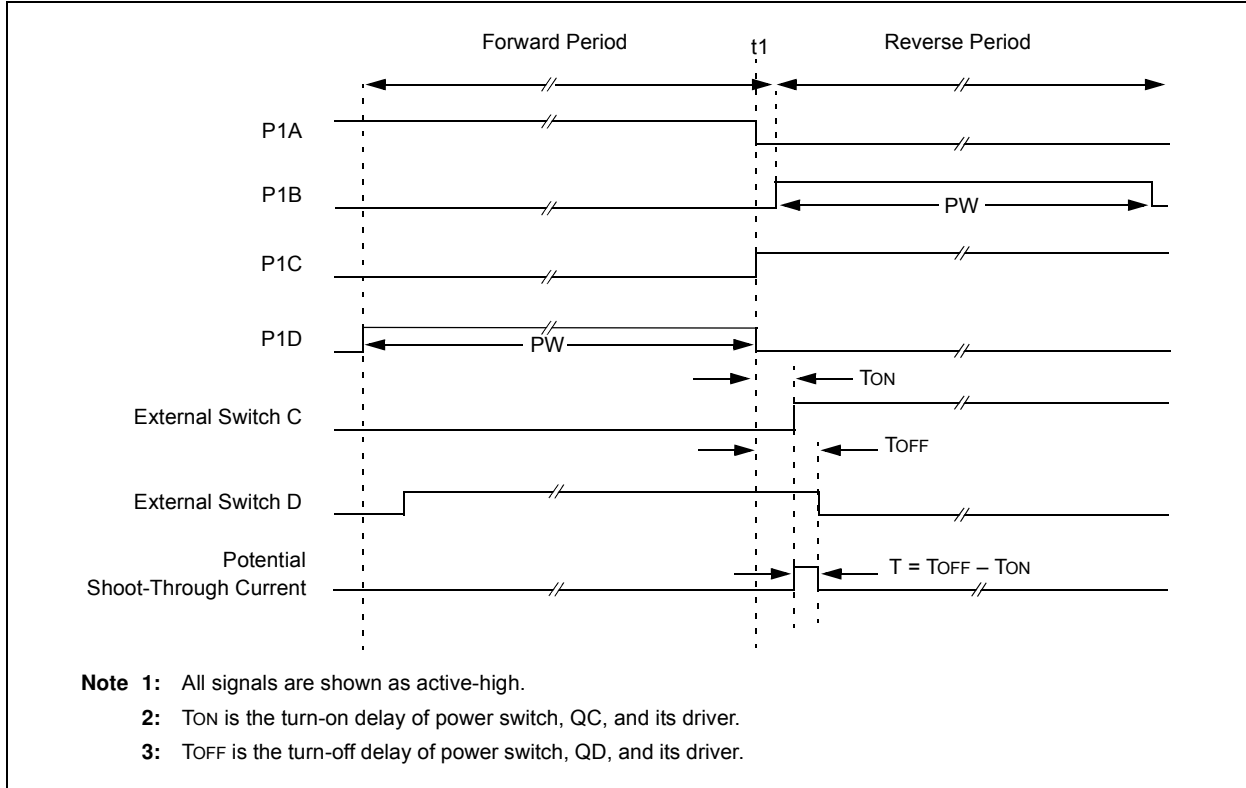 Forward Period t1 Reverse Period
P1A
P1B
PW
P1C
P1D
PW
TON
External Switch C
TOFF
External Switch D
Potential
Shoot-Through Current
T = TOFF – TON
Note 1: All signals are shown as active-high.
2: TON is the turn-on delay of power switch, QC, and its driver.
3: TOFF is the turn-off delay of power switch, QD, and its driver.